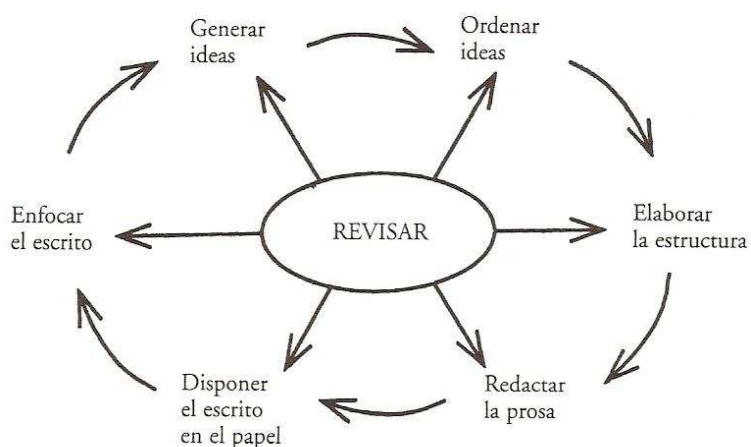 Generar
ideas
Ordenar
ideas
Enfocar
el escrito
REVISAR
Elaborar
la estructura
Disponer
el escrito
en el papel
Redactar
la prosa